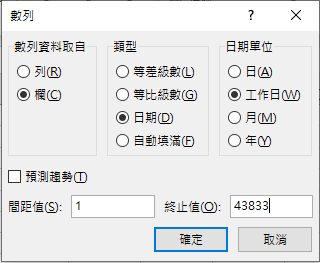 數列
數列資料取自
列(R)
欄(C)
類型
等差級數(L)
等比級數(G)
日期(D)
自動填滿(F)
日期單位
日(A)
工作日(W)
月(M)
年(Y)
預測趨勢(T)
間距值(S): 1 終止值(O): 43833
確定 取消